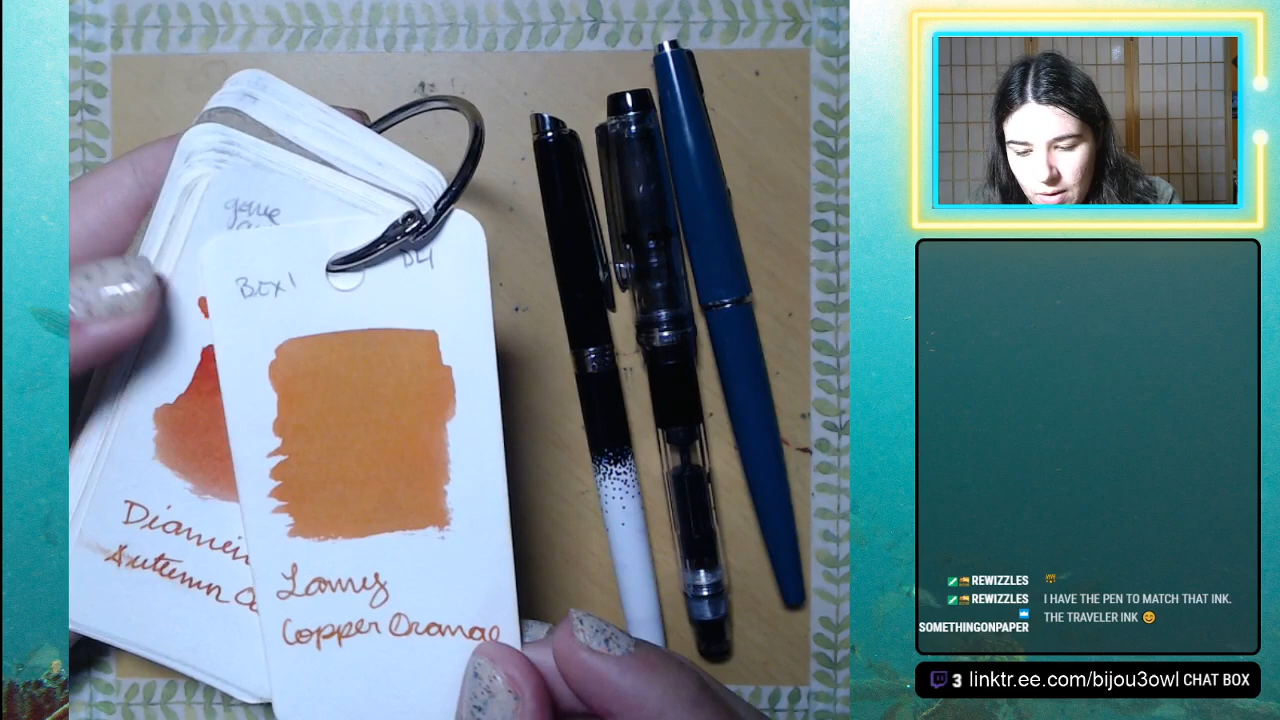 Box 1
Lamy
Copper Orange
Diamin
Autumn
REWIZZLES
REWIZZLES I HAVE THE PEN TO MATCH THAT INK.
SOMETHINGONPAPER THE TRAVELER INK
3 linktr.ee.com/bijou3owl CHAT BOX